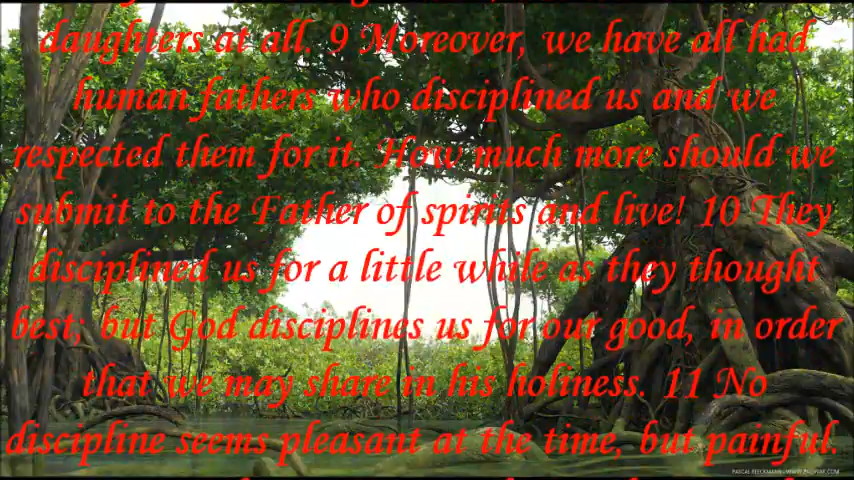 daughters at all. 9 Moreover, we have all had
human fathers who disciplined us and we
respected them for it. How much more should we
submit to the Father of spirits and live! 10 They
disciplined us for a little while as they thought
best; but God disciplines us for our good, in order
that we may share in his holiness. 11 No
discipline seems pleasant at the time, but painful.